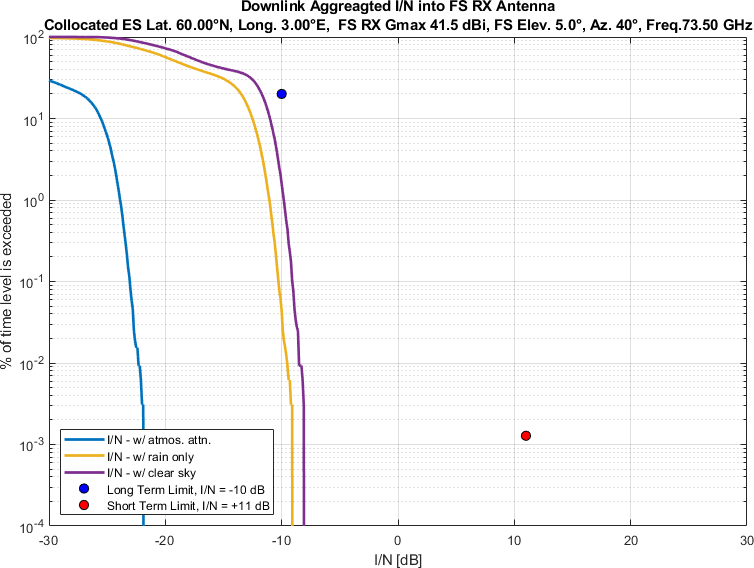 Downlink Aggreagted I/N into FS RX Antenna
Collocated ES Lat. 60.00°N, Long. 3.00°E, FS RX Gmax 41.5 dBi, FS Elev. 5.0°, Az. 40°, Freq.73.50 GHz
% of time level is exceeded
10^2
10^1
10^0
10^-1
10^-2
10^-3
10^-4
I/N - w/ atmos. attn.
I/N - w/ rain only
I/N - w/ clear sky
Long Term Limit, I/N = -10 dB
Short Term Limit, I/N = +11 dB
-30 -20 -10 0 10 20 30
I/N [dB]